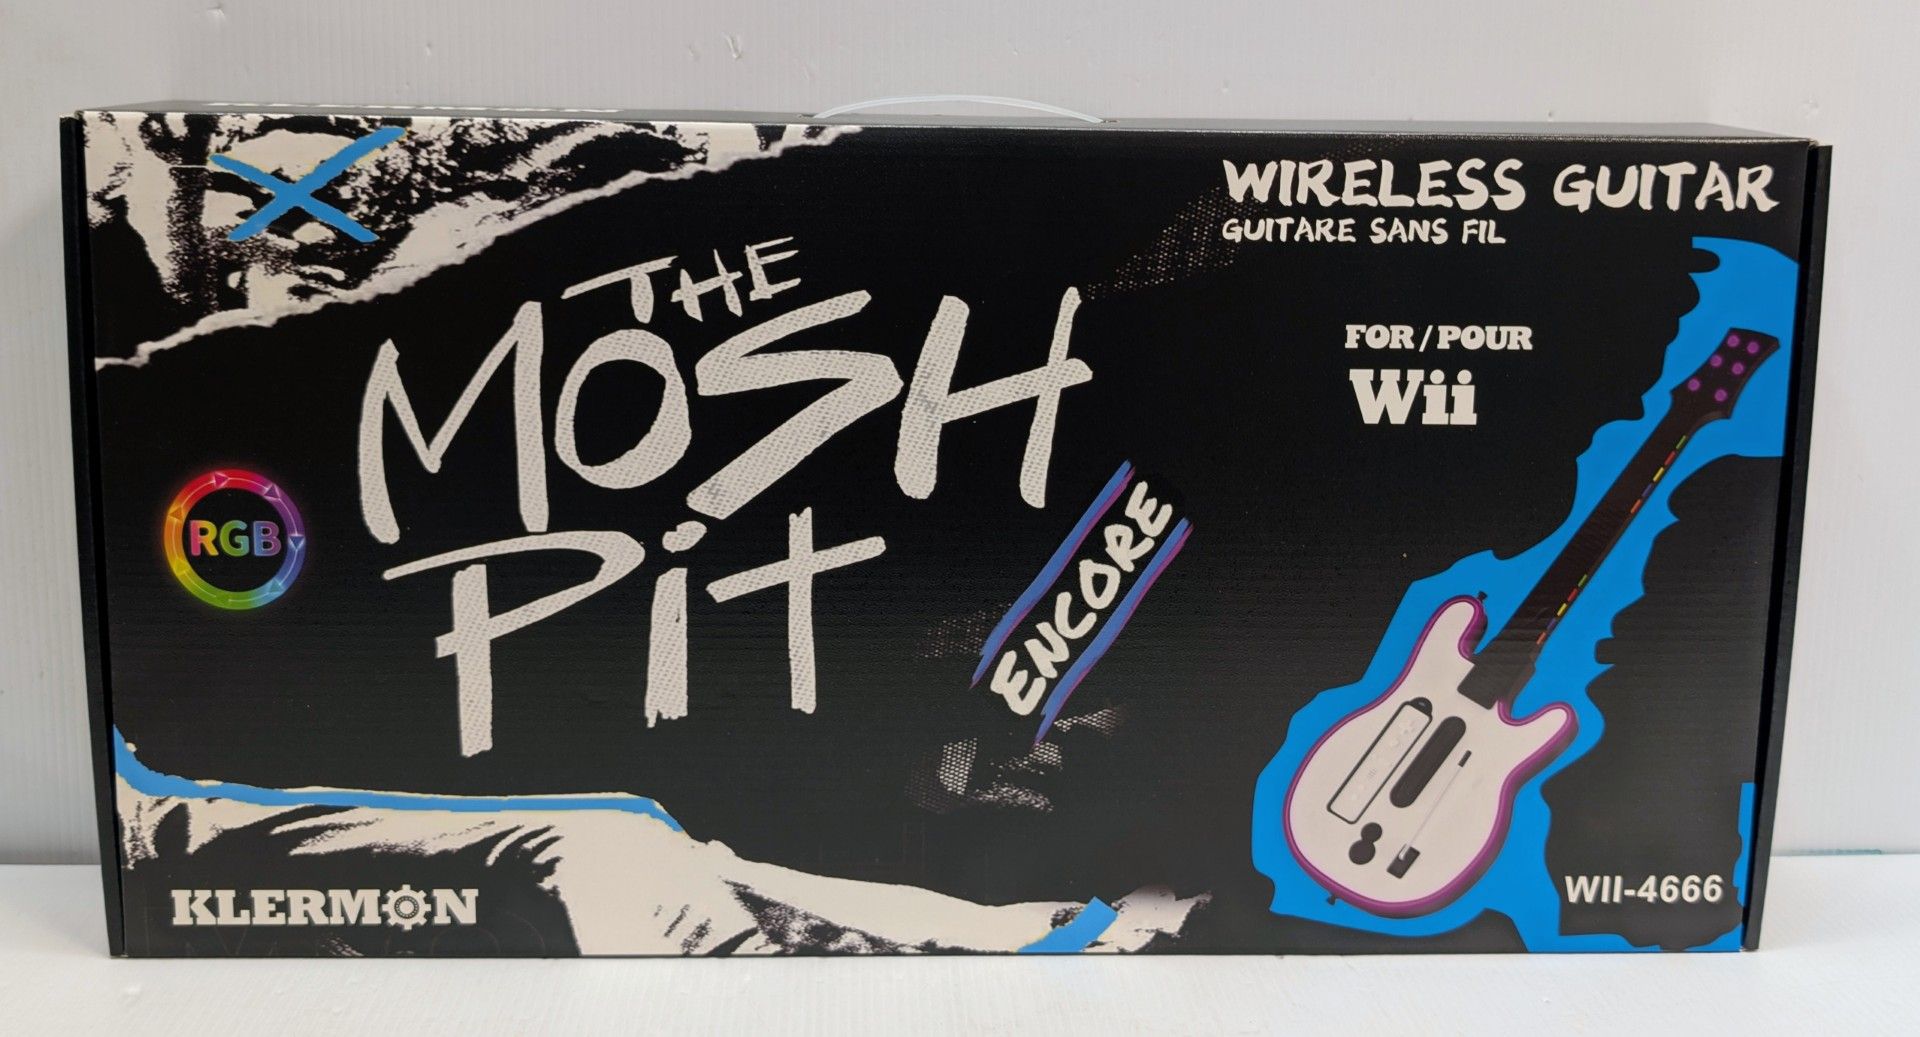 WIRELESS GUITAR
GUITARE SANS FIL
THE
MOSH
PIT
ENCORE
FOR / POUR
Wii
RGB
KLERMON
WII-4666